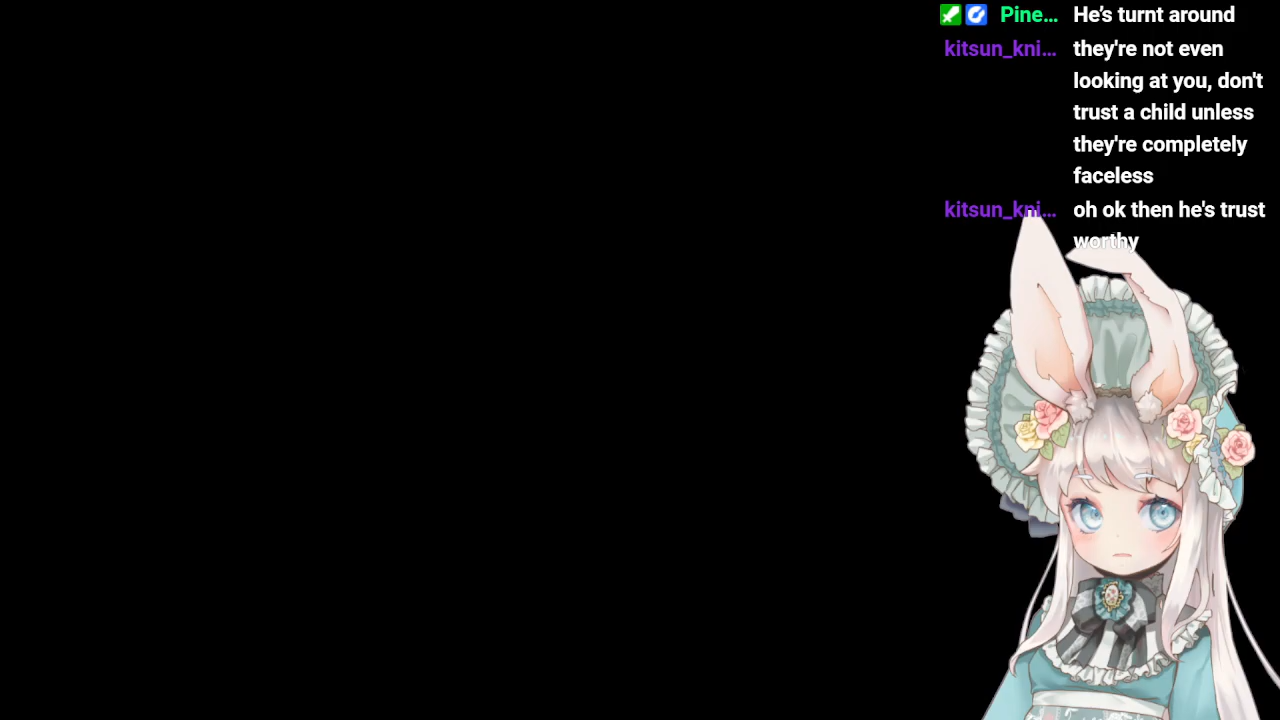 Pine... He's turnt around
kitsun_kni... they're not even
looking at you, don't
trust a child unless
they're completely
faceless
kitsun_kni... oh ok then he's trust
worthy